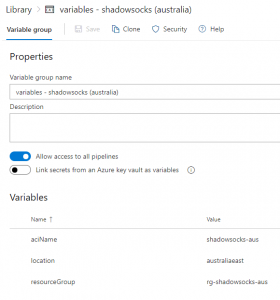 Library > variables - shadowsocks (australia)
Variable group Save Clone Security Help
Properties
Variable group name
variables - shadowsocks (australia)
Description
Allow access to all pipelines
Link secrets from an Azure key vault as variables
Variables
Name ↑ Value
aciName shadowsocks-aus
location australiaeast
resourceGroup rg-shadowsocks-aus